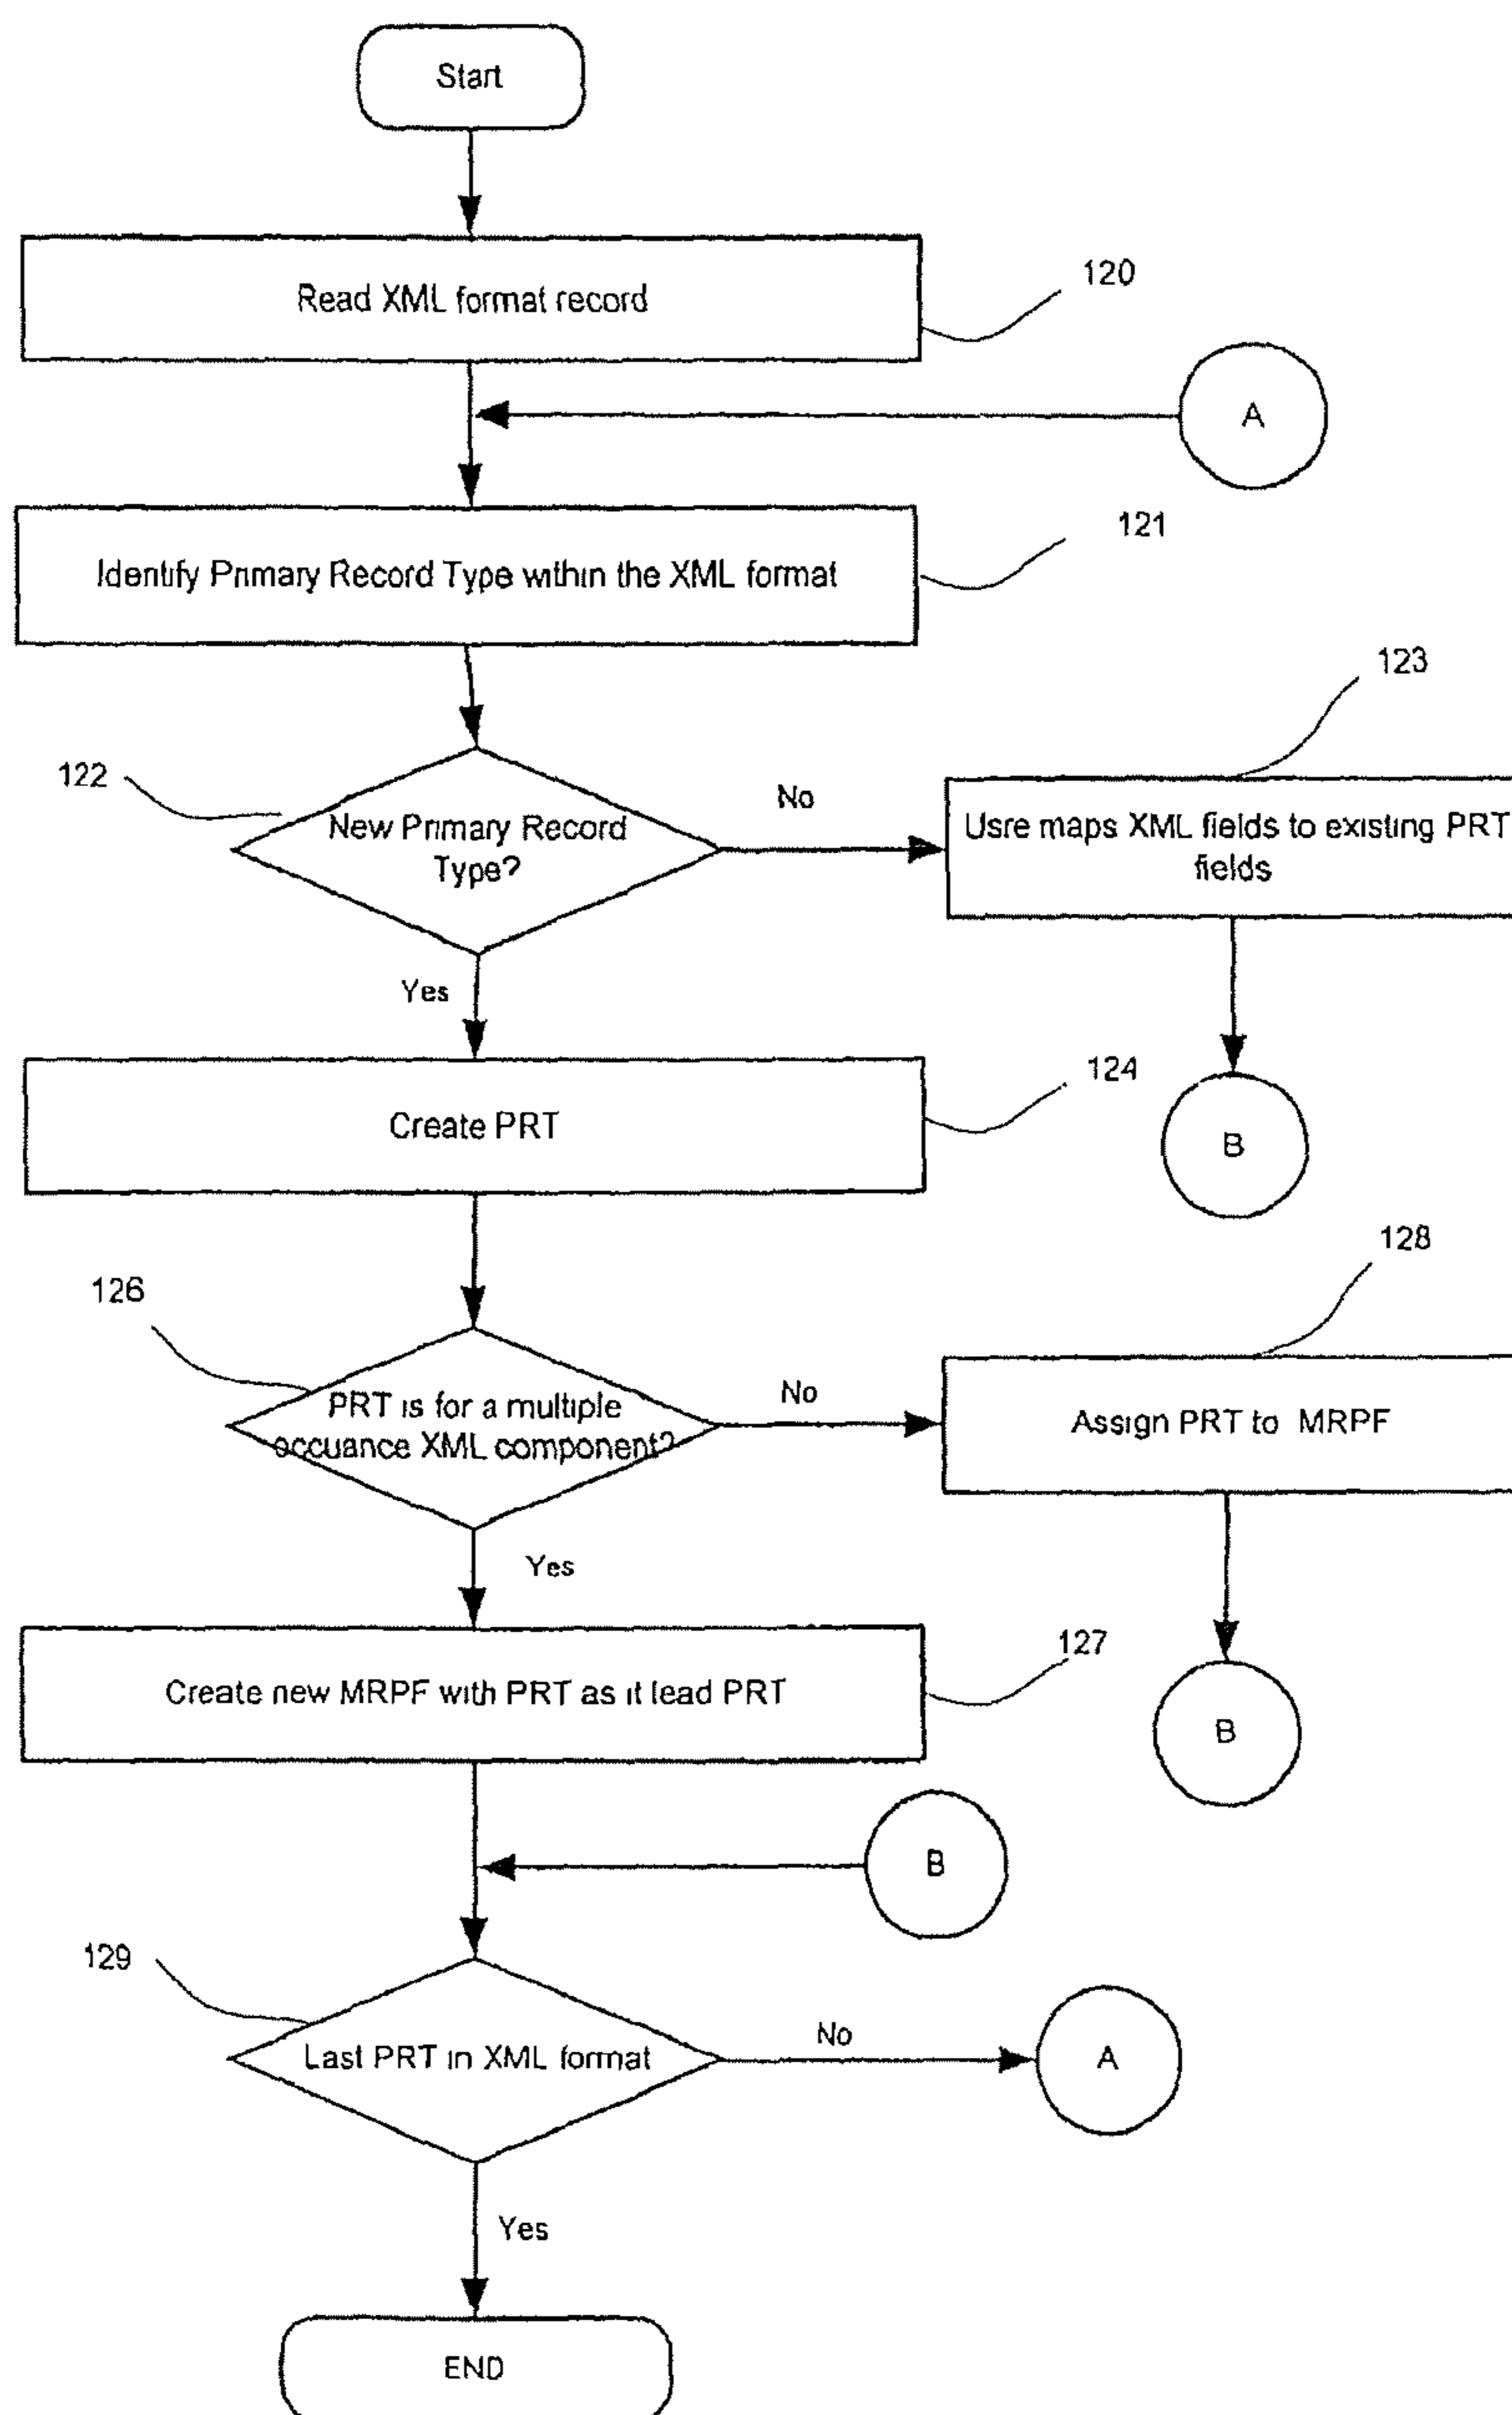 Start
Read XML format record
120
A
Identify Primary Record Type within the XML format
121
122
New Primary Record
Type?
No
123
Usre maps XML fields to existing PRT
fields
Yes
B
Create PRT
124
126
PRT is for a multiple
occuance XML component?
No
128
Assign PRT to MRPF
Yes
B
Create new MRPF with PRT as it lead PRT
127
B
129
Last PRT in XML format
No
A
Yes
END